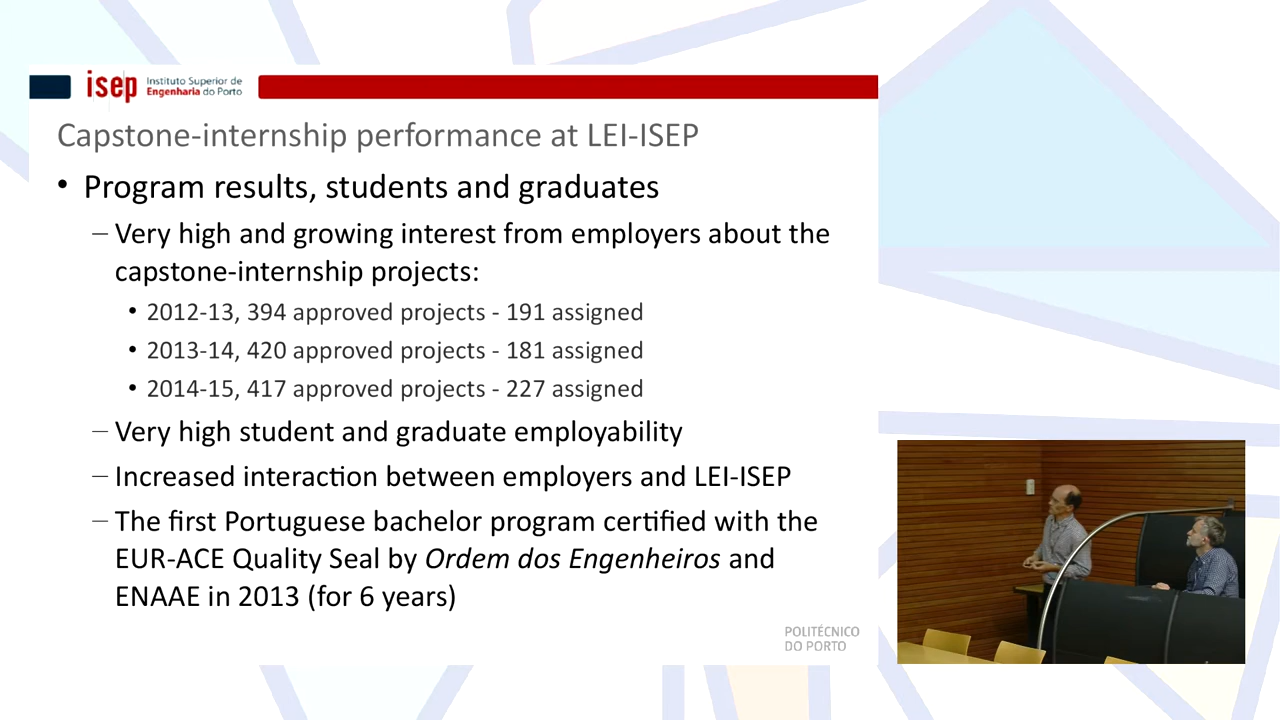 isep Instituto Superior de
Engenharia do Porto
Capstone-internship performance at LEI-ISEP
• Program results, students and graduates
– Very high and growing interest from employers about the
capstone-internship projects:
• 2012-13, 394 approved projects - 191 assigned
• 2013-14, 420 approved projects - 181 assigned
• 2014-15, 417 approved projects - 227 assigned
– Very high student and graduate employability
– Increased interaction between employers and LEI-ISEP
– The first Portuguese bachelor program certified with the
EUR-ACE Quality Seal by Ordem dos Engenheiros and
ENAAE in 2013 (for 6 years)
POLITÉCNICO
DO PORTO